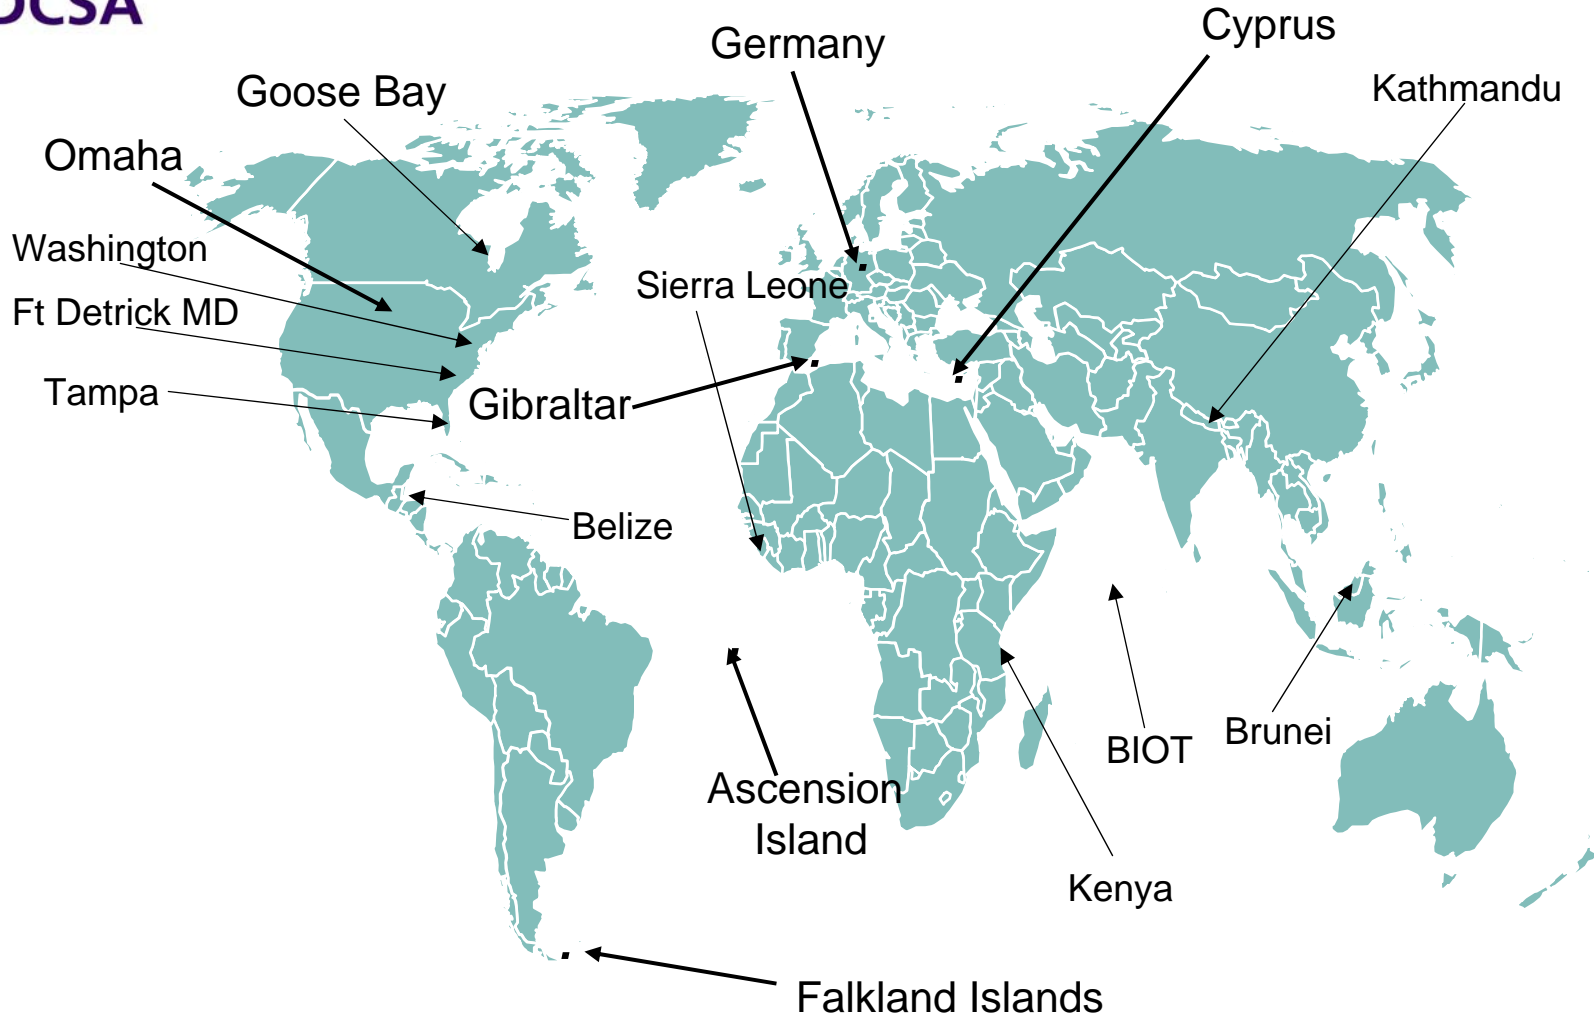 DCSA
Cyprus
Germany
Kathmandu
Goose Bay
Omaha
Washington
Sierra Leone
Ft Detrick MD
Tampa
Gibraltar
Belize
Brunei
BIOT
Ascension
Island
Kenya
Falkland Islands